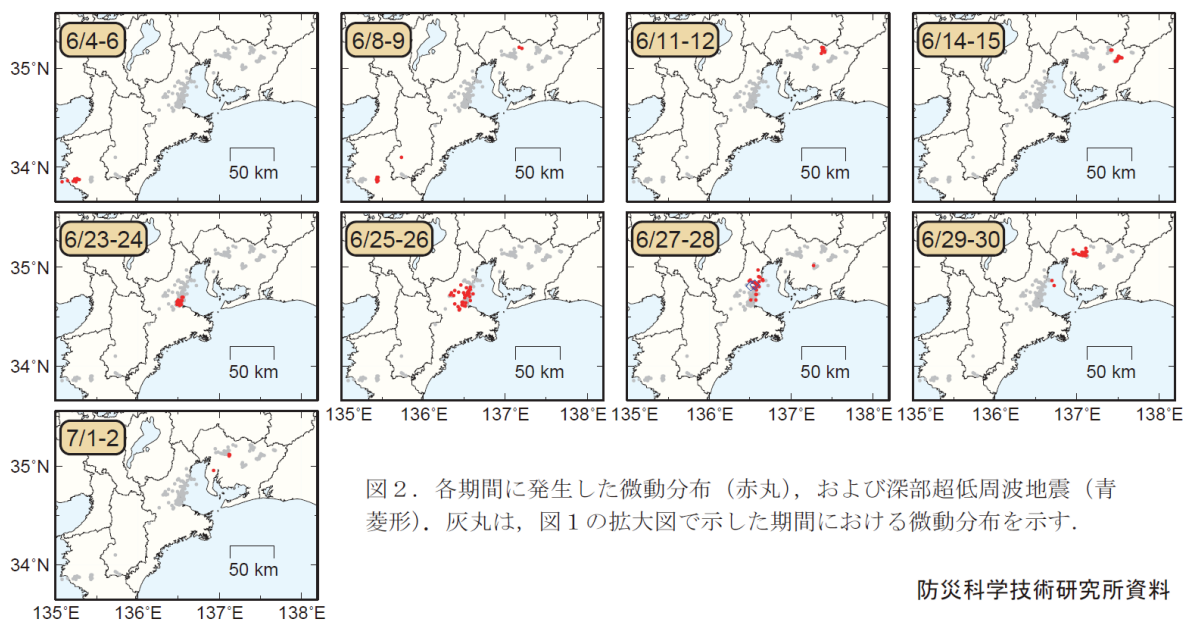 6/4-6
6/8-9
6/11-12
6/14-15
35°N
34°N
50 km
50 km
50 km
50 km
6/23-24
6/25-26
6/27-28
6/29-30
35°N
34°N
50 km
50 km
50 km
50 km
135°E 136°E 137°E 138°E
135°E 136°E 137°E 138°E
135°E 136°E 137°E 138°E
7/1-2
35°N
34°N
50 km
135°E 136°E 137°E 138°E
図２．各期間に発生した微動分布（赤丸），および深部超低周波地震（青
菱形）．灰丸は，図１の拡大図で示した期間における微動分布を示す．
防災科学技術研究所資料